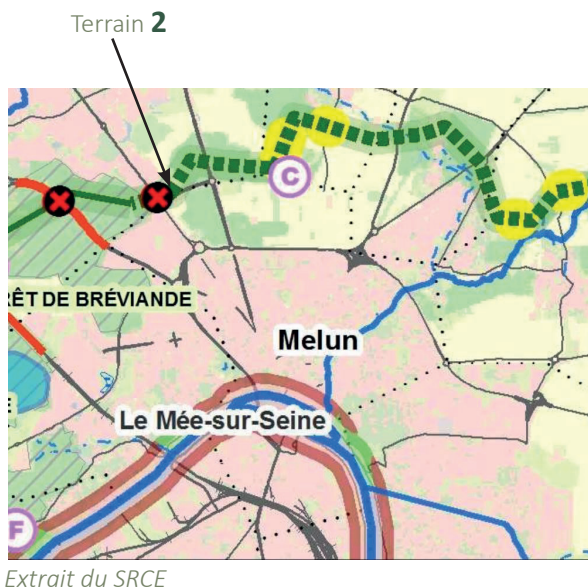 Terrain 2
C
RÊT DE BRÉVIANDE
Melun
Le Mée-sur-Seine
F
Extrait du SRCE